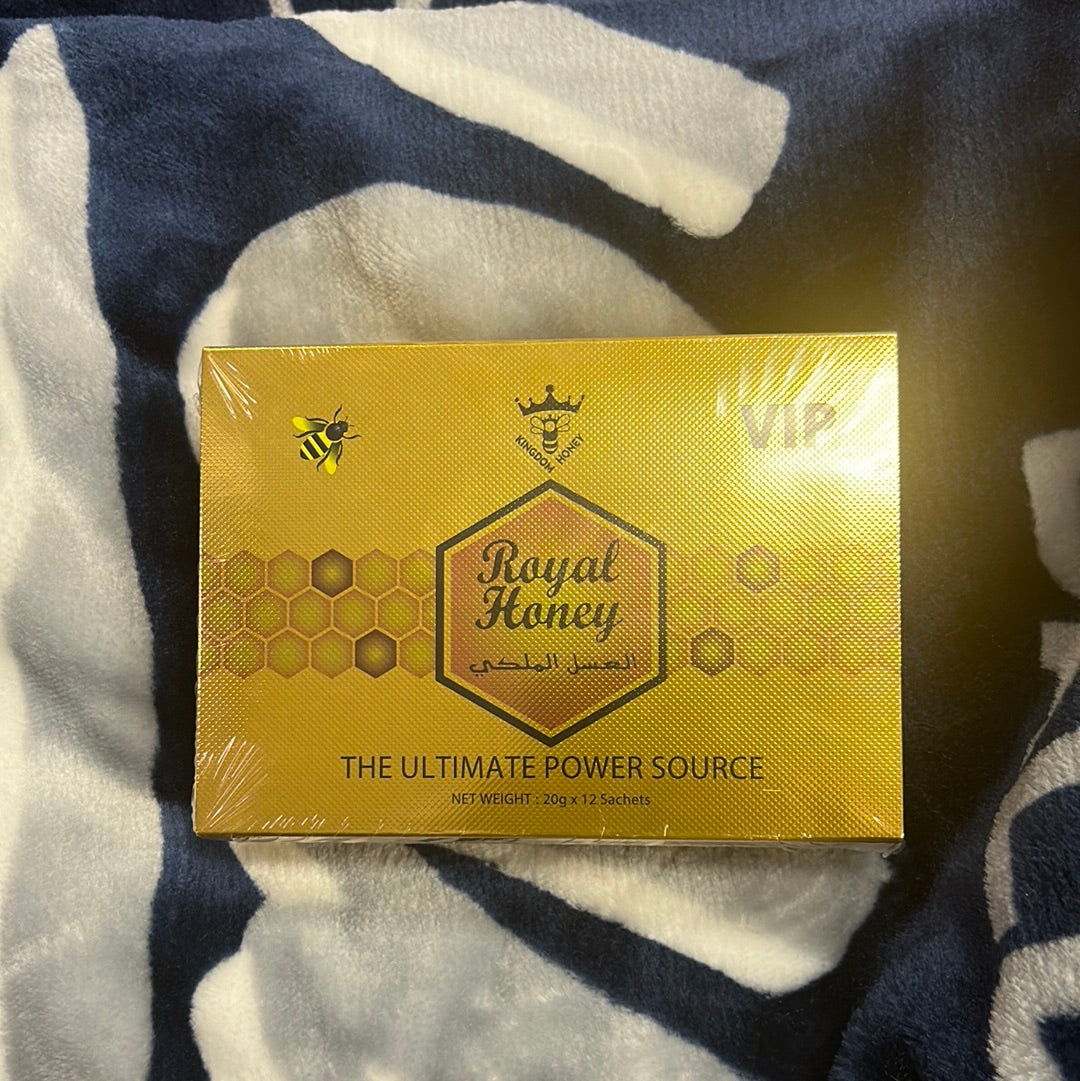 KINGDOM HONEY
VIP
Royal
Honey
العسل الملكي
THE ULTIMATE POWER SOURCE
NET WEIGHT : 20g x 12 Sachets